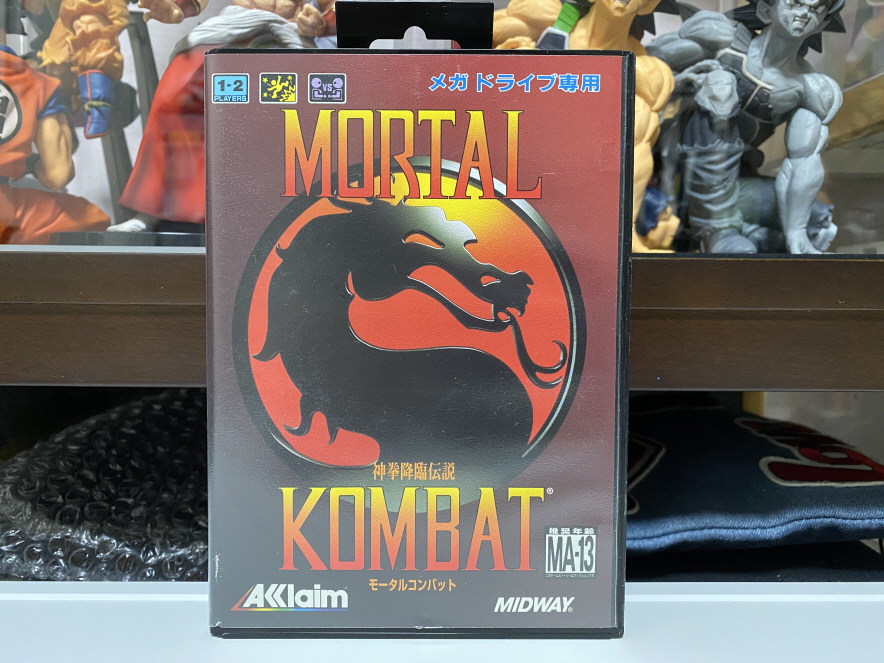 1-2
PLAYERS
VS
メガドライブ専用
MORTAL
神拳降臨伝説
KOMBAT®
推奨年齢
MA-13
モータルコンバット
AKKlaim
MIDWAY®